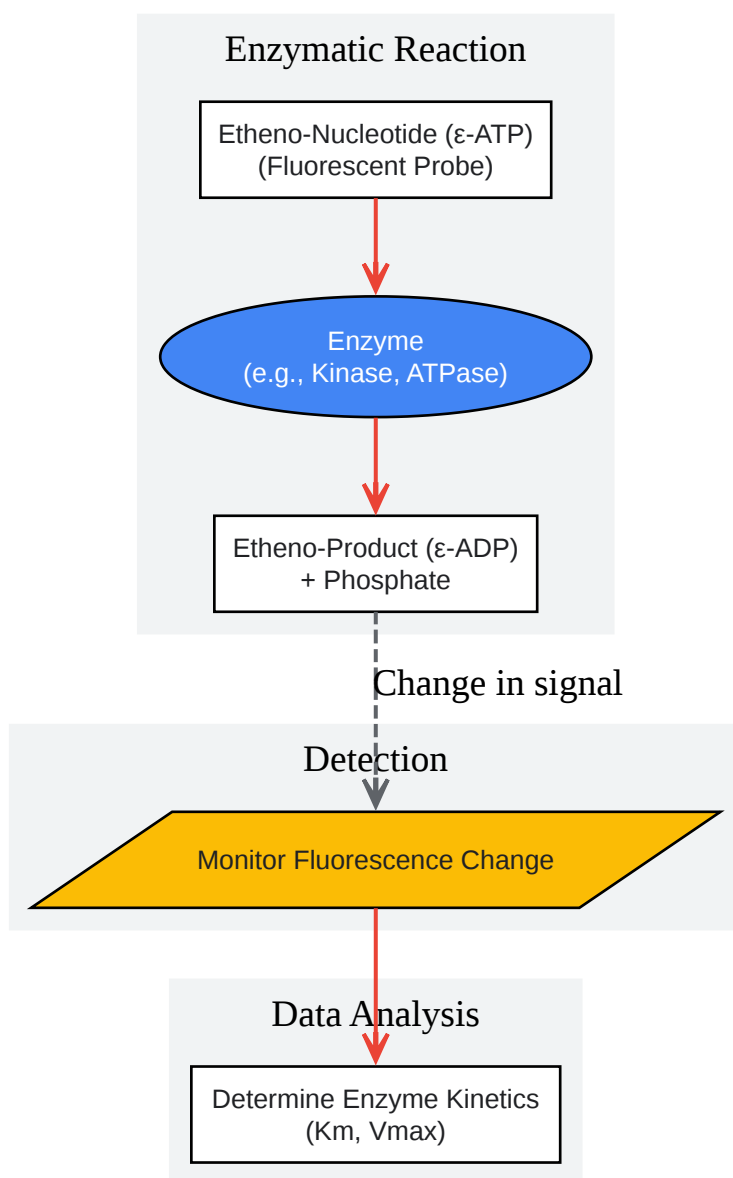 Enzymatic Reaction
Etheno-Nucleotide (ε-ATP)
(Fluorescent Probe)
Enzyme
(e.g., Kinase, ATPase)
Etheno-Product (ε-ADP)
+ Phosphate
Change in signal
Detection
Monitor Fluorescence Change
Data Analysis
Determine Enzyme Kinetics
(Km, Vmax)